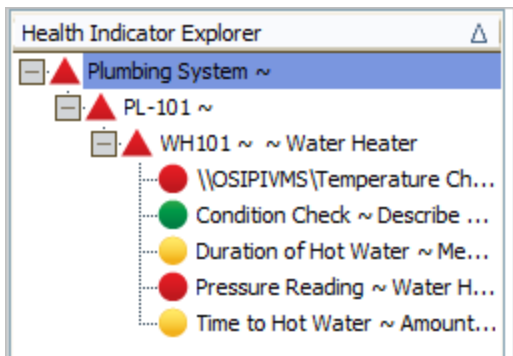 Health Indicator Explorer
Plumbing System ~
PL-101 ~
WH101 ~ ~ Water Heater
\\OSIPIVMS\Temperature Ch...
Condition Check ~ Describe ...
Duration of Hot Water ~ Me...
Pressure Reading ~ Water H...
Time to Hot Water ~ Amount...